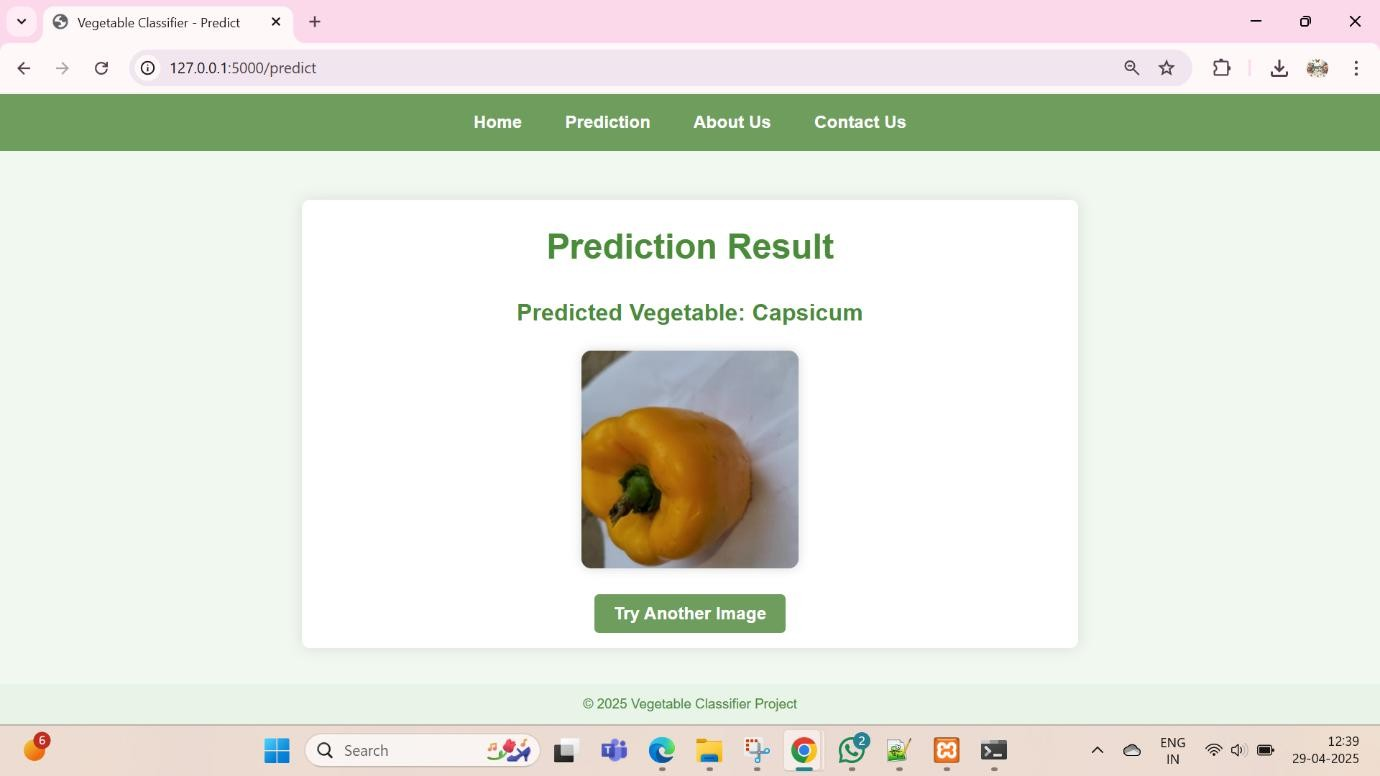 Vegetable Classifier - Predict
127.0.0.1:5000/predict
Home Prediction About Us Contact Us
Prediction Result
Predicted Vegetable: Capsicum
Try Another Image
© 2025 Vegetable Classifier Project
6
Search
2
ENG
IN
12:39
29-04-2025